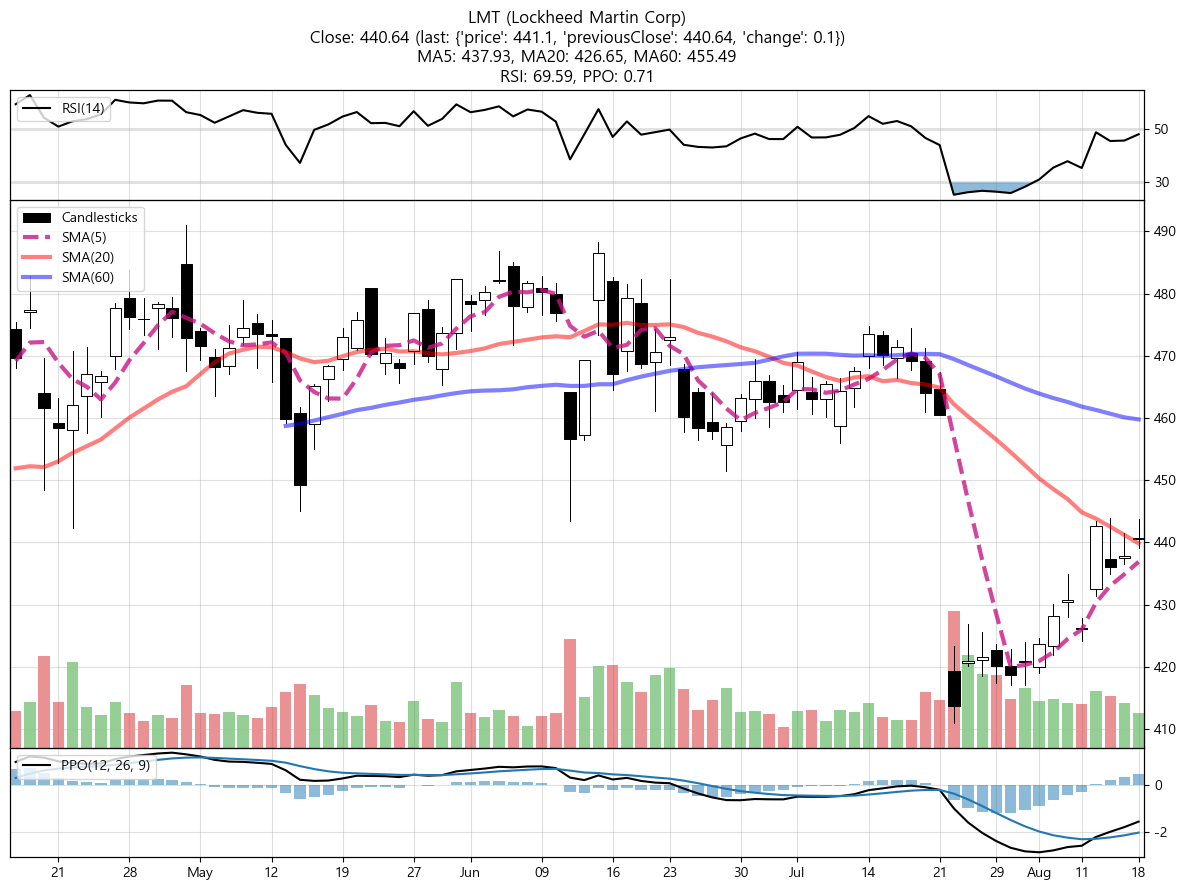 LMT (Lockheed Martin Corp)
Close: 440.64 (last: {'price': 441.1, 'previousClose': 440.64, 'change': 0.1})
MA5: 437.93, MA20: 426.65, MA60: 455.49
RSI: 69.59, PPO: 0.71
RSI(14)
50
30
Candlesticks
SMA(5)
SMA(20)
SMA(60)
490
480
470
460
450
440
430
420
410
PPO(12, 26, 9)
0
-2
21 28 May 12 19 27 Jun 09 16 23 30 Jul 14 21 29 Aug 11 18